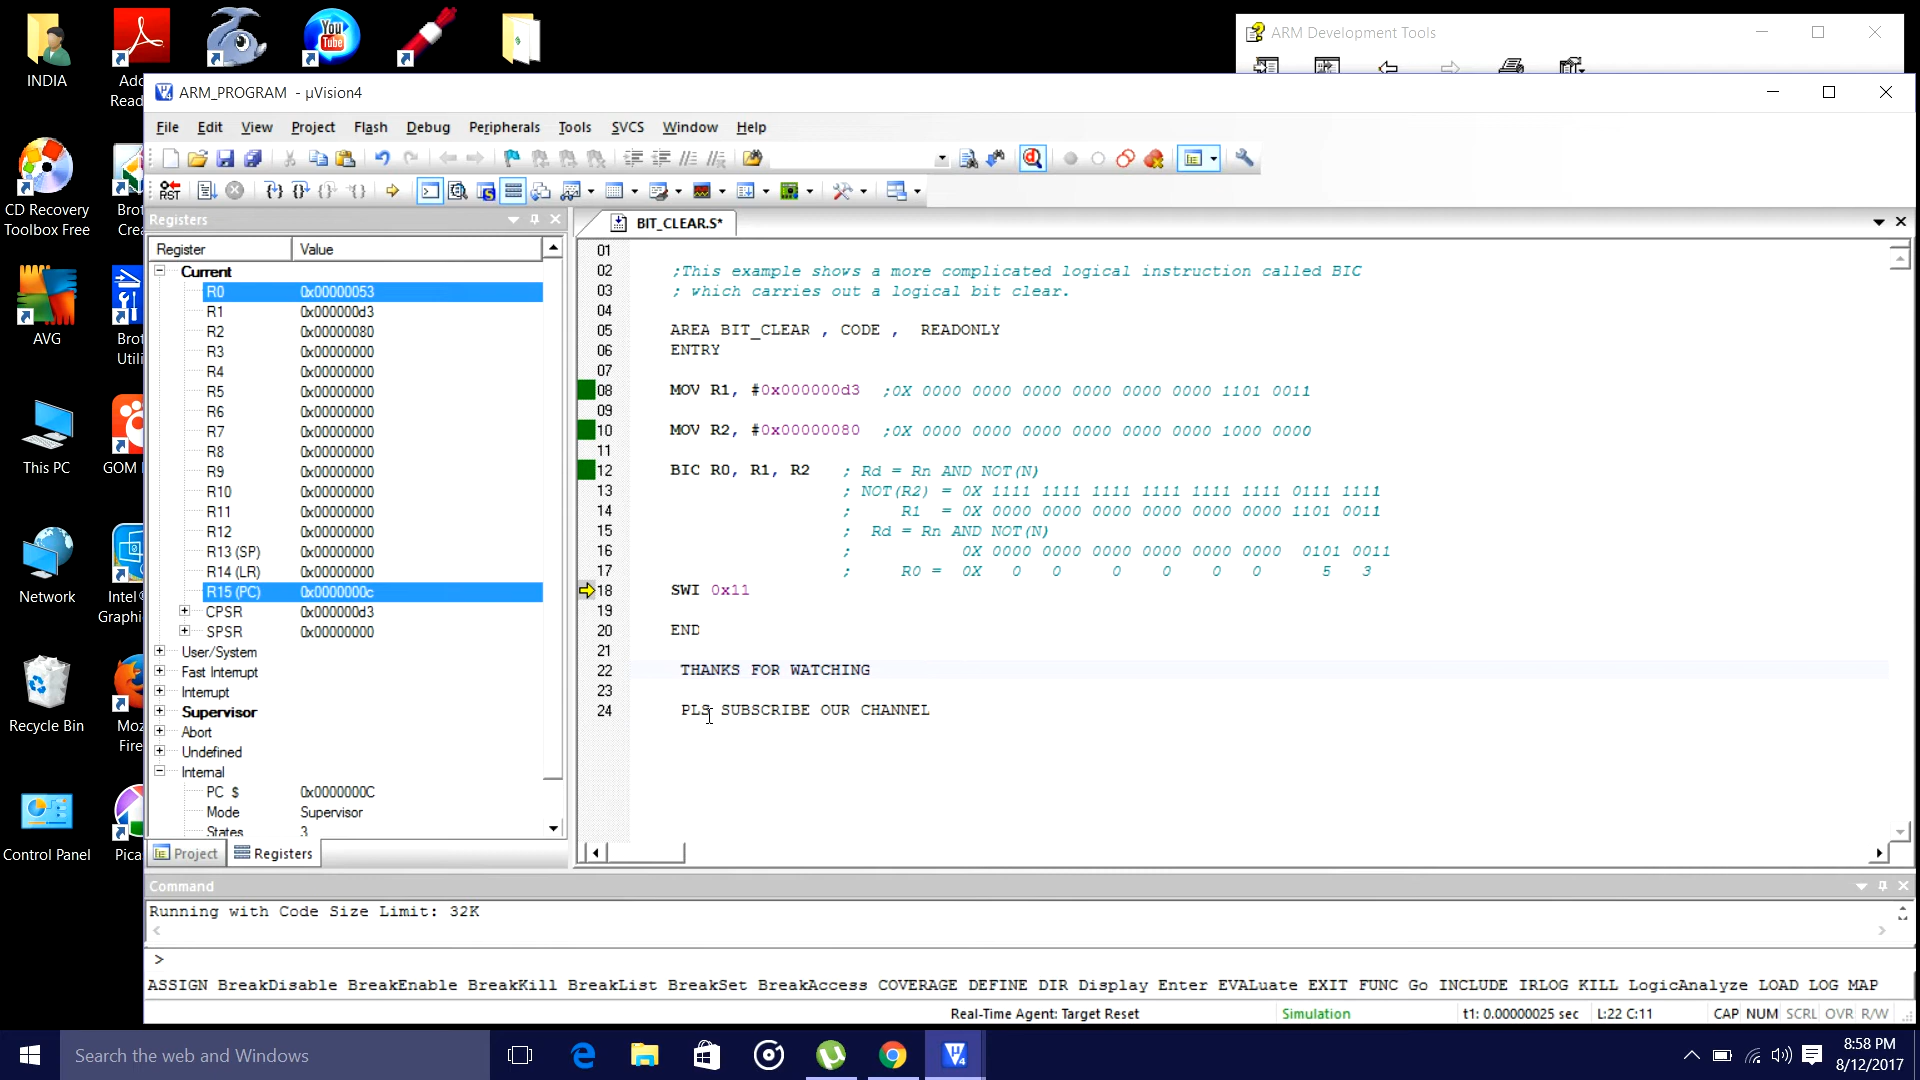 INDIA
Ado
Read
ARM Development Tools
ARM_PROGRAM - µVision4
File Edit View Project Flash Debug Peripherals Tools SVCS Window Help
CD Recovery
Toolbox Free
Brot
Crea
Registers
BIT_CLEAR.S*
Register Value
Current
R0 0x00000053
R1 0x000000d3
R2 0x00000080
R3 0x00000000
R4 0x00000000
R5 0x00000000
R6 0x00000000
R7 0x00000000
R8 0x00000000
R9 0x00000000
R10 0x00000000
R11 0x00000000
R12 0x00000000
R13 (SP) 0x00000000
R14 (LR) 0x00000000
R15 (PC) 0x0000000c
CPSR 0x000000d3
SPSR 0x00000000
User/System
Fast Interrupt
Interrupt
Supervisor
Abort
Undefined
Internal
PC $ 0x0000000C
Mode Supervisor
States 3
Project Registers
01
02 ;This example shows a more complicated logical instruction called BIC
03 ; which carries out a logical bit clear.
04
05 AREA BIT_CLEAR , CODE , READONLY
06 ENTRY
07
08 MOV R1, #0x000000d3 ;0X 0000 0000 0000 0000 0000 0000 1101 0011
09
10 MOV R2, #0x00000080 ;0X 0000 0000 0000 0000 0000 0000 1000 0000
11
12 BIC R0, R1, R2 ; Rd = Rn AND NOT(N)
13 ; NOT(R2) = 0X 1111 1111 1111 1111 1111 1111 0111 1111
14 ; R1 = 0X 0000 0000 0000 0000 0000 0000 1101 0011
15 ; Rd = Rn AND NOT(N)
16 ; 0X 0000 0000 0000 0000 0000 0000 0101 0011
17 ; R0 = 0X 0 0 0 0 0 0 5 3
18 SWI 0x11
19
20 END
21
22 THANKS FOR WATCHING
23
24 PLS SUBSCRIBE OUR CHANNEL
AVG
Brot
Utili
This PC
GOM
Network
Intel®
Graphic
Recycle Bin
Moz
Fire
Control Panel
Pica
Command
Running with Code Size Limit: 32K
>
ASSIGN BreakDisable BreakEnable BreakKill BreakList BreakSet BreakAccess COVERAGE DEFINE DIR Display Enter EVALuate EXIT FUNC Go INCLUDE IRLOG KILL LogicAnalyze LOAD LOG MAP
Real-Time Agent: Target Reset Simulation t1: 0.00000025 sec L:22 C:11 CAP NUM SCRL OVR R/W
Search the web and Windows
8:58 PM
8/12/2017